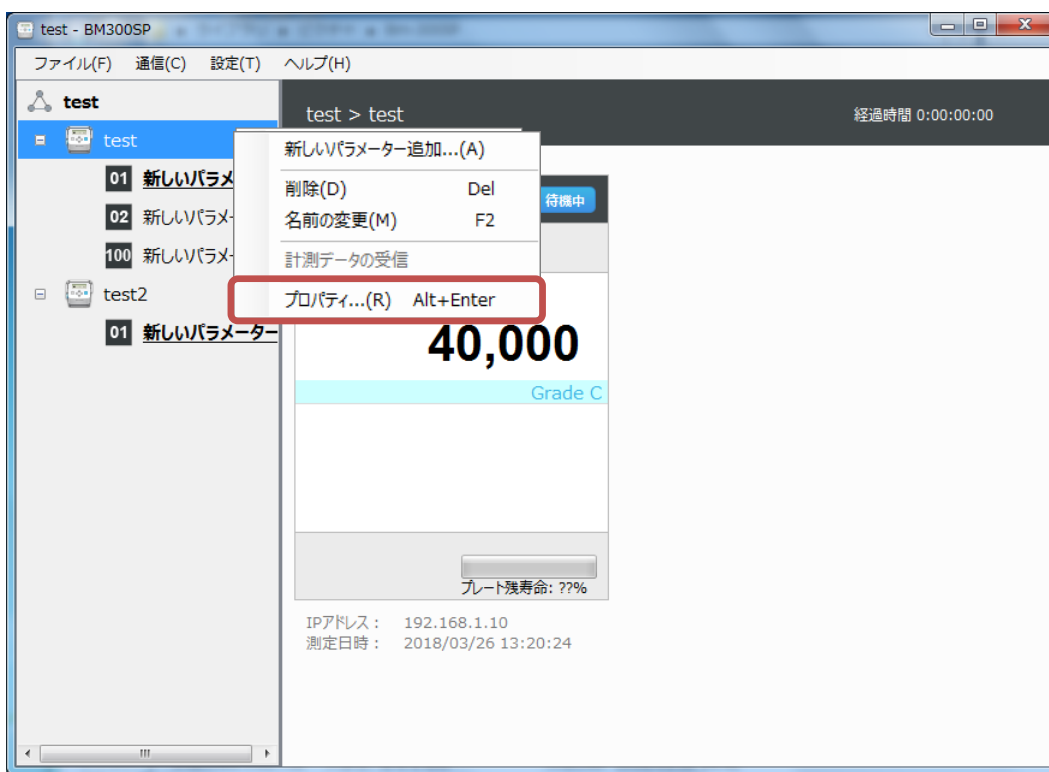 test - BM300SP
ファイル(F) 通信(C) 設定(T) ヘルプ(H)
test
test > test
経過時間 0:00:00:00
test
新しいパラメーター追加...(A)
01 新しいパラメ
削除(D) Del
待機中
02 新しいパラメー
名前の変更(M) F2
100 新しいパラメー
計測データの受信
test2
プロパティ...(R) Alt+Enter
01 新しいパラメーター
40,000
Grade C
プレート残寿命: ??%
IPアドレス : 192.168.1.10
測定日時 : 2018/03/26 13:20:24